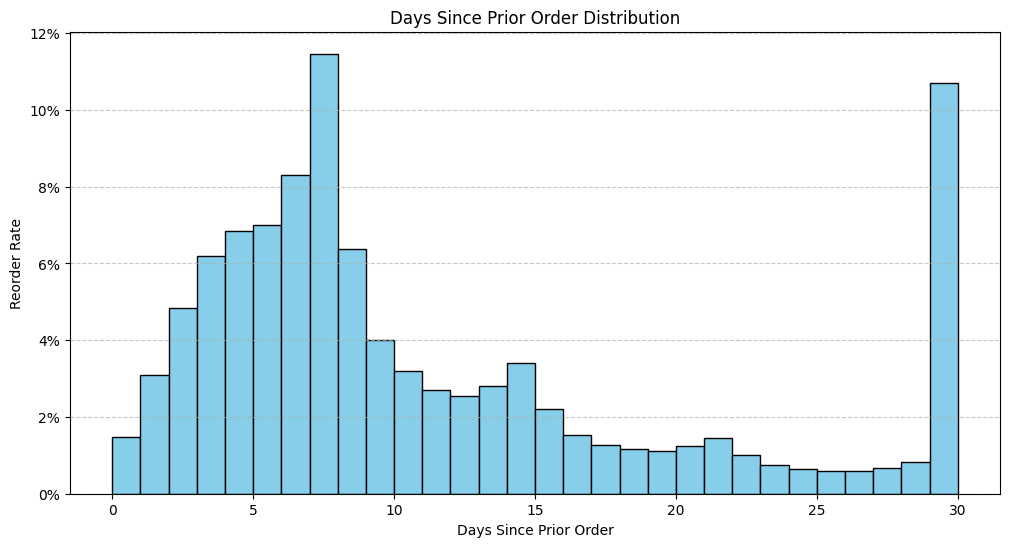 Days Since Prior Order Distribution
12%
10%
8%
6%
4%
2%
0%
Reorder Rate
0 5 10 15 20 25 30
Days Since Prior Order